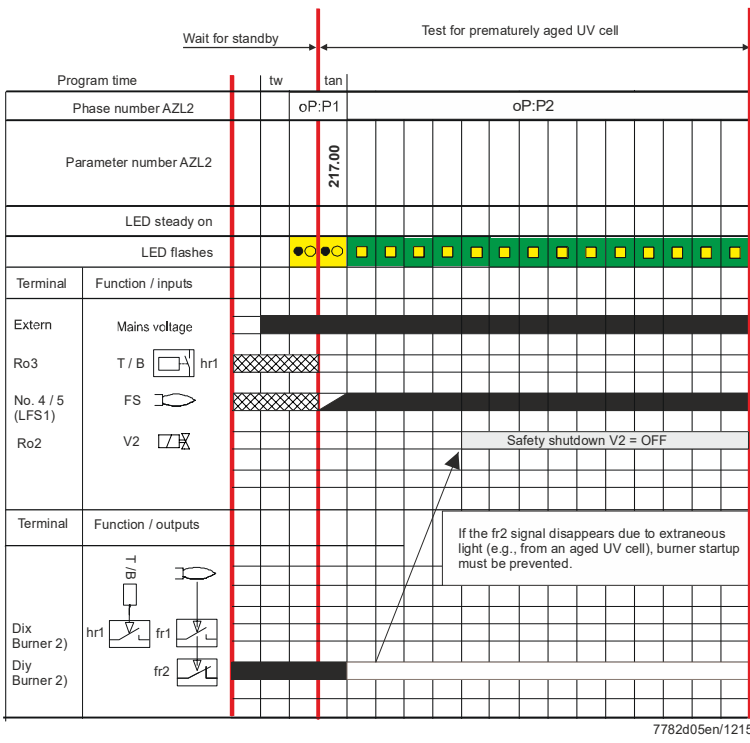 Wait for standby
Test for prematurely aged UV cell
Program time
tw
tan
Phase number AZL2
oP:P1
oP:P2
Parameter number AZL2
217.00
LED steady on
LED flashes
Terminal
Function / inputs
Extern
Mains voltage
Ro3
T / B
hr1
No. 4 / 5
(LFS1)
FS
Ro2
V2
Safety shutdown V2 = OFF
Terminal
Function / outputs
If the fr2 signal disappears due to extraneous
light (e.g., from an aged UV cell), burner startup
must be prevented.
T /B
Dix
Burner 2)
hr1
fr1
Diy
Burner 2)
fr2
7782d05en/1215